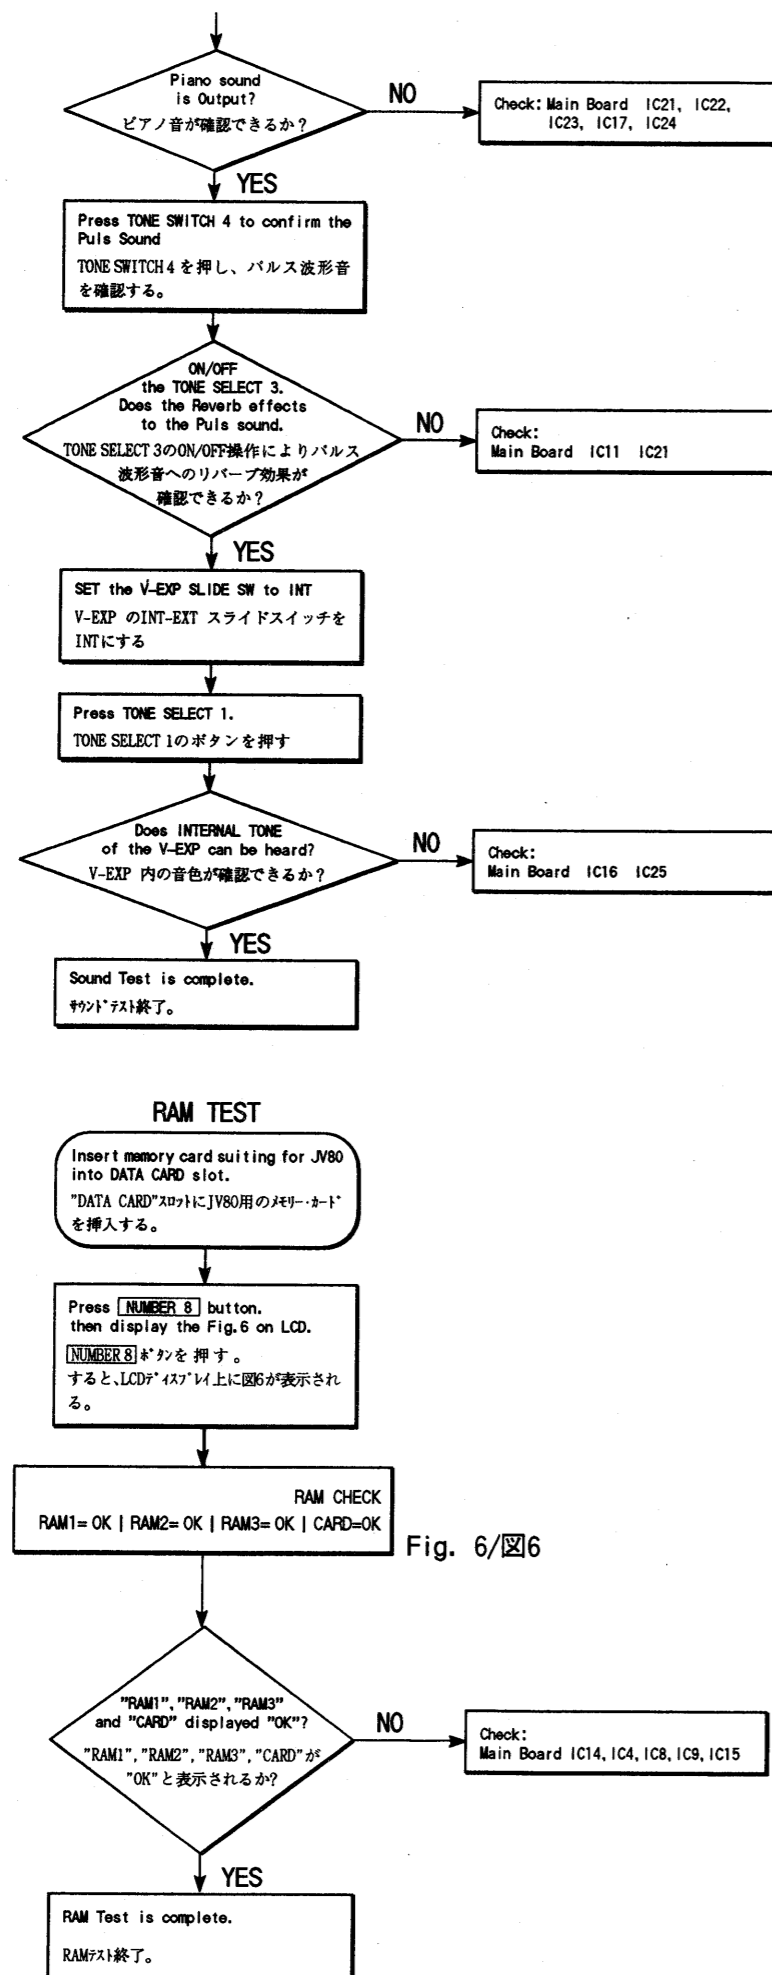 Piano sound
is Output?
ピアノ音が確認できるか?
NO
Check: Main Board IC21, IC22,
IC23, IC17, IC24
YES
Press TONE SWITCH 4 to confirm the
Puls Sound
TONE SWITCH 4 を押し、パルス波形音
を確認する。
ON/OFF
the TONE SELECT 3.
Does the Reverb effects
to the Puls sound.
TONE SELECT 3のON/OFF操作によりパルス
波形音へのリバーブ効果が
確認できるか?
NO
Check:
Main Board IC11 IC21
YES
SET the V-EXP SLIDE SW to INT
V-EXP のINT-EXT スライドスイッチを
INTにする
Press TONE SELECT 1.
TONE SELECT 1のボタンを押す
Does INTERNAL TONE
of the V-EXP can be heard?
V-EXP 内の音色が確認できるか?
NO
Check:
Main Board IC16 IC25
YES
Sound Test is complete.
ｻｳﾝﾄﾞﾃｽﾄ終了。
RAM TEST
Insert memory card suiting for JV80
into DATA CARD slot.
"DATA CARD"ｽﾛｯﾄにJV80用のﾒﾓﾘｰ･ｶｰﾄﾞ
を挿入する。
Press NUMBER 8 button.
then display the Fig.6 on LCD.
NUMBER 8 ﾎﾞﾀﾝを 押す。
すると、LCDﾃﾞｨｽﾌﾟﾚｲ上に図6が表示され
る。
RAM CHECK
RAM1= OK | RAM2= OK | RAM3= OK | CARD=OK
Fig. 6/図6
"RAM1", "RAM2", "RAM3"
and "CARD" displayed "OK"?
"RAM1", "RAM2", "RAM3", "CARD"が
"OK"と表示されるか?
NO
Check:
Main Board IC14, IC4, IC8, IC9, IC15
YES
RAM Test is complete.
RAMﾃｽﾄ終了。